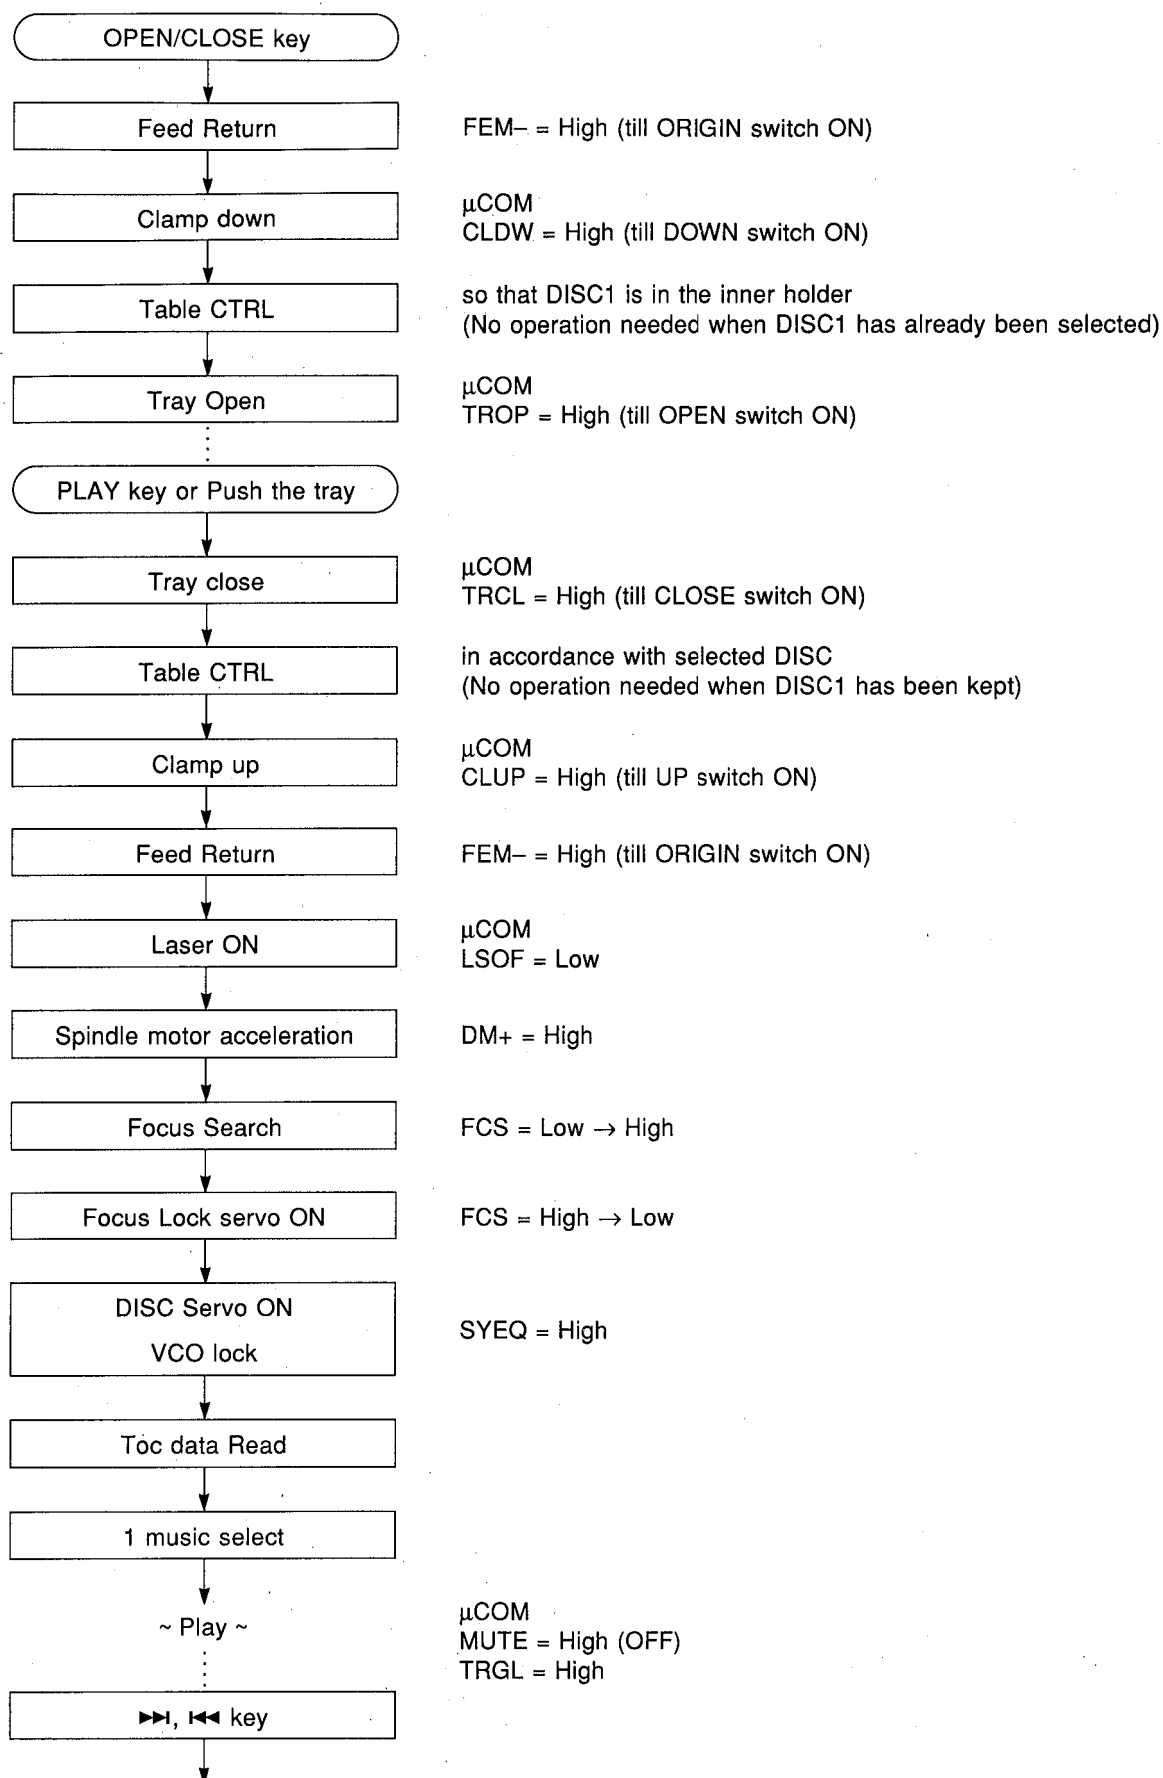 OPEN/CLOSE key
Feed Return
FEM– = High (till ORIGIN switch ON)
Clamp down
µCOM
CLDW = High (till DOWN switch ON)
Table CTRL
so that DISC1 is in the inner holder
(No operation needed when DISC1 has already been selected)
Tray Open
µCOM
TROP = High (till OPEN switch ON)
PLAY key or Push the tray
Tray close
µCOM
TRCL = High (till CLOSE switch ON)
Table CTRL
in accordance with selected DISC
(No operation needed when DISC1 has been kept)
Clamp up
µCOM
CLUP = High (till UP switch ON)
Feed Return
FEM– = High (till ORIGIN switch ON)
Laser ON
µCOM
LSOF = Low
Spindle motor acceleration
DM+ = High
Focus Search
FCS = Low → High
Focus Lock servo ON
FCS = High → Low
DISC Servo ON
VCO lock
SYEQ = High
Toc data Read
1 music select
~ Play ~
µCOM
MUTE = High (OFF)
TRGL = High
⏭, ⏮ key